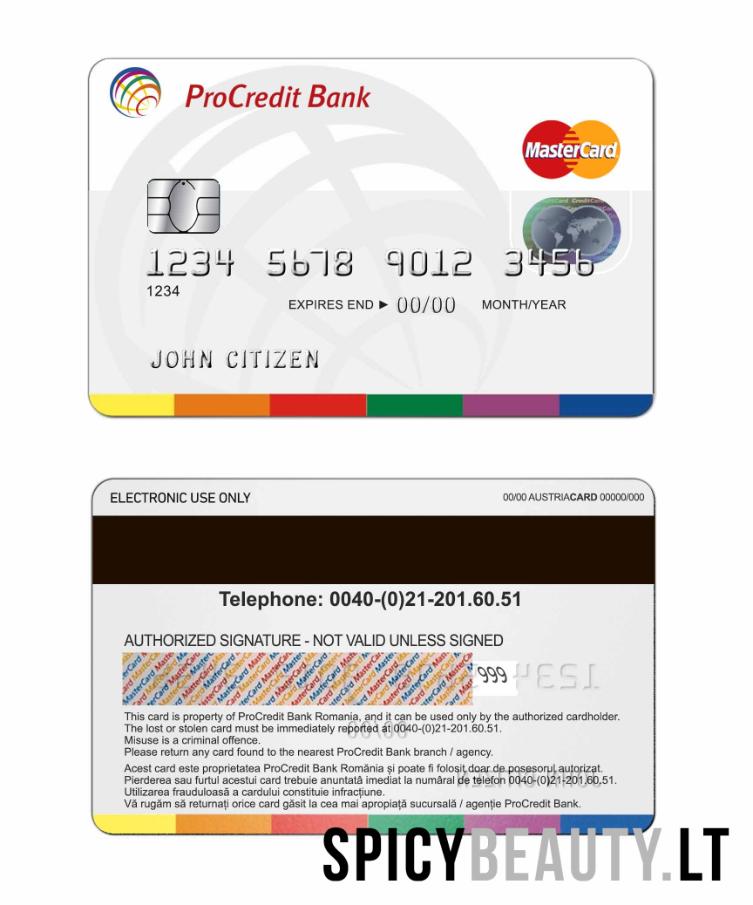 ProCredit Bank
MasterCard
1234 5678 9012 3456
1234
EXPIRES END ► 00/00 MONTH/YEAR
JOHN CITIZEN
ELECTRONIC USE ONLY
00/00 AUSTRIACARD 00000/000
Telephone: 0040-(0)21-201.60.51
AUTHORIZED SIGNATURE - NOT VALID UNLESS SIGNED
999
This card is property of ProCredit Bank Romania, and it can be used only by the authorized cardholder.
The lost or stolen card must be immediately reported at 0040-(0)21-201.60.51.
Misuse is a criminal offence.
Please return any card found to the nearest ProCredit Bank branch / agency.
Acest card este proprietatea ProCredit Bank România şi poate fi folosit doar de posesorul autorizat.
Pierderea sau furtul acestui card trebuie anuntată imediat la numărul de telefon 0040-(0)21-201.60.51.
Utilizarea frauduloasă a cardului constituie infracţiune.
Vă rugăm să returnaţi orice card găsit la cea mai apropiată sucursală / agenţie ProCredit Bank.
SPICYBEAUTY.LT